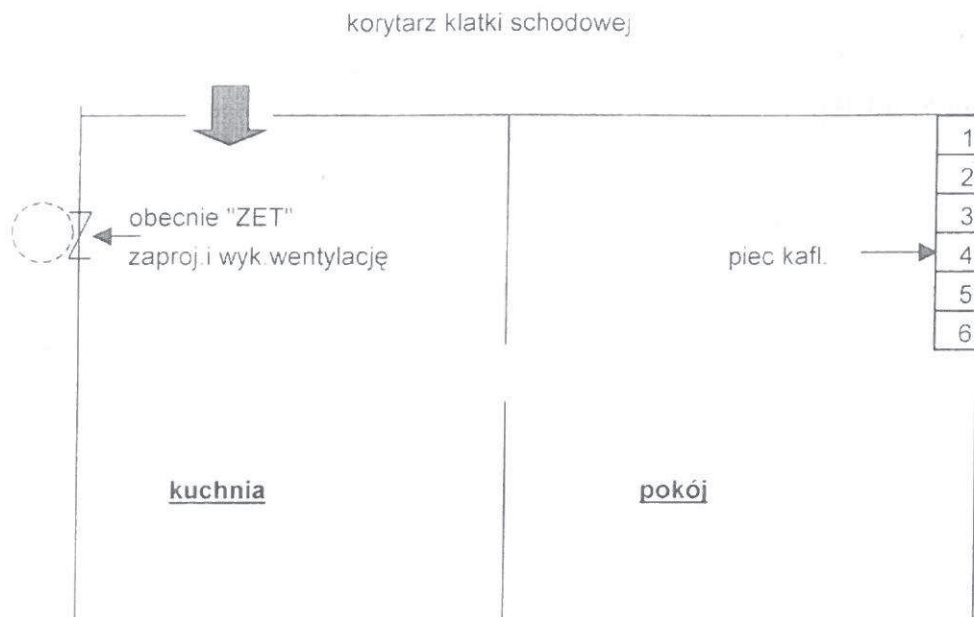 korytarz klatki schodowej
1
2
obecnie "ZET"
3
zaproj.i wyk.wentylację
piec kafl.
4
5
6
kuchnia
pokój